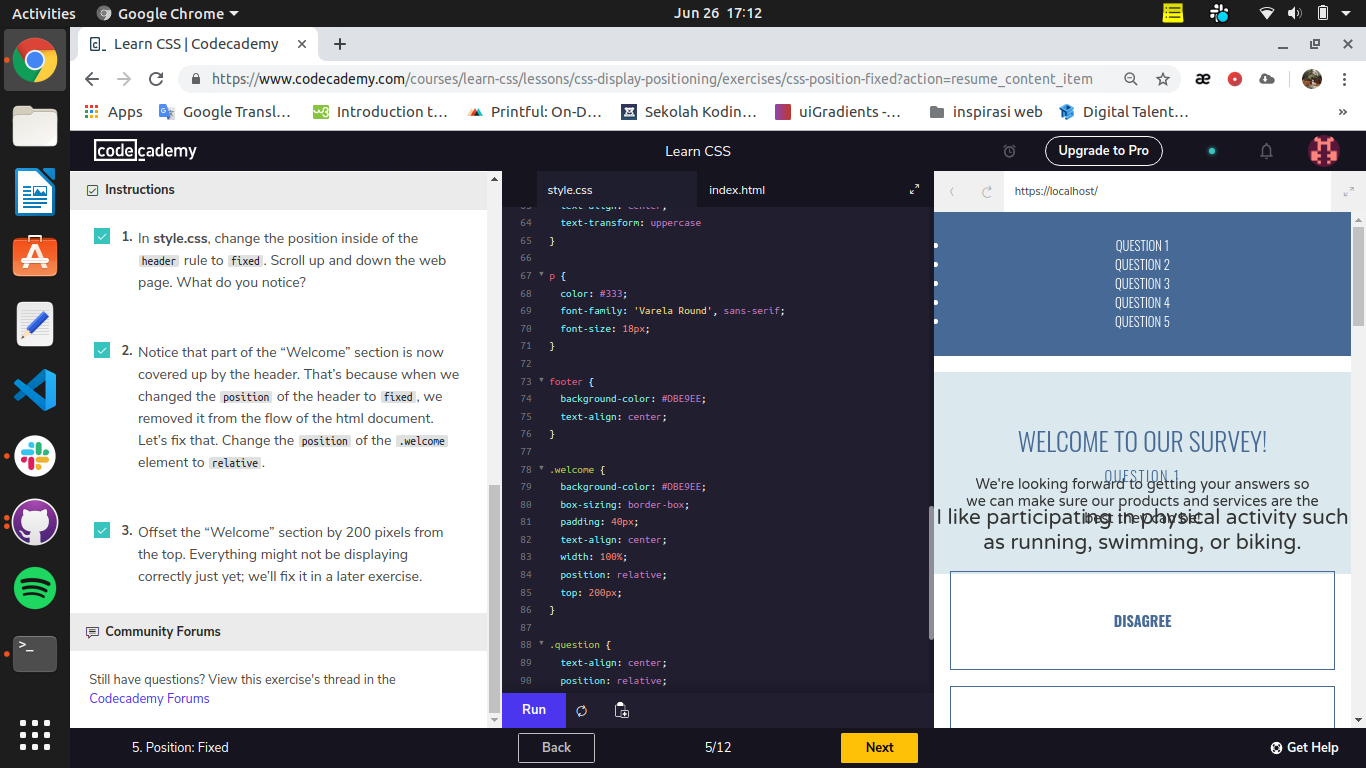 Activities
Google Chrome
Jun 26 17:12
Learn CSS | Codecademy
https://www.codecademy.com/courses/learn-css/lessons/css-display-positioning/exercises/css-position-fixed?action=resume_content_item
Apps
Google Transl...
Introduction t...
Printful: On-D...
Sekolah Kodin...
uiGradients -...
inspirasi web
Digital Talent...
»
codecademy
Learn CSS
Upgrade to Pro
Instructions
1. In style.css, change the position inside of the
header rule to fixed. Scroll up and down the web
page. What do you notice?
2. Notice that part of the “Welcome” section is now
covered up by the header. That’s because when we
changed the position of the header to fixed, we
removed it from the flow of the html document.
Let’s fix that. Change the position of the .welcome
element to relative.
3. Offset the “Welcome” section by 200 pixels from
the top. Everything might not be displaying
correctly just yet; we’ll fix it in a later exercise.
Community Forums
Still have questions? View this exercise's thread in the
Codecademy Forums
style.css
index.html
63 text-align: center;
64 text-transform: uppercase
65 }
66
67 p {
68 color: #333;
69 font-family: 'Varela Round', sans-serif;
70 font-size: 18px;
71 }
72
73 footer {
74 background-color: #DBE9EE;
75 text-align: center;
76 }
77
78 .welcome {
79 background-color: #DBE9EE;
80 box-sizing: border-box;
81 padding: 40px;
82 text-align: center;
83 width: 100%;
84 position: relative;
85 top: 200px;
86 }
87
88 .question {
89 text-align: center;
90 position: relative;
Run
https://localhost/
QUESTION 1
QUESTION 2
QUESTION 3
QUESTION 4
QUESTION 5
WELCOME TO OUR SURVEY!
QUESTION 1
We're looking forward to getting your answers so
we can make sure our products and services are the
best they can be!
I like participating in physical activity such
as running, swimming, or biking.
DISAGREE
5. Position: Fixed
Back
5/12
Next
Get Help